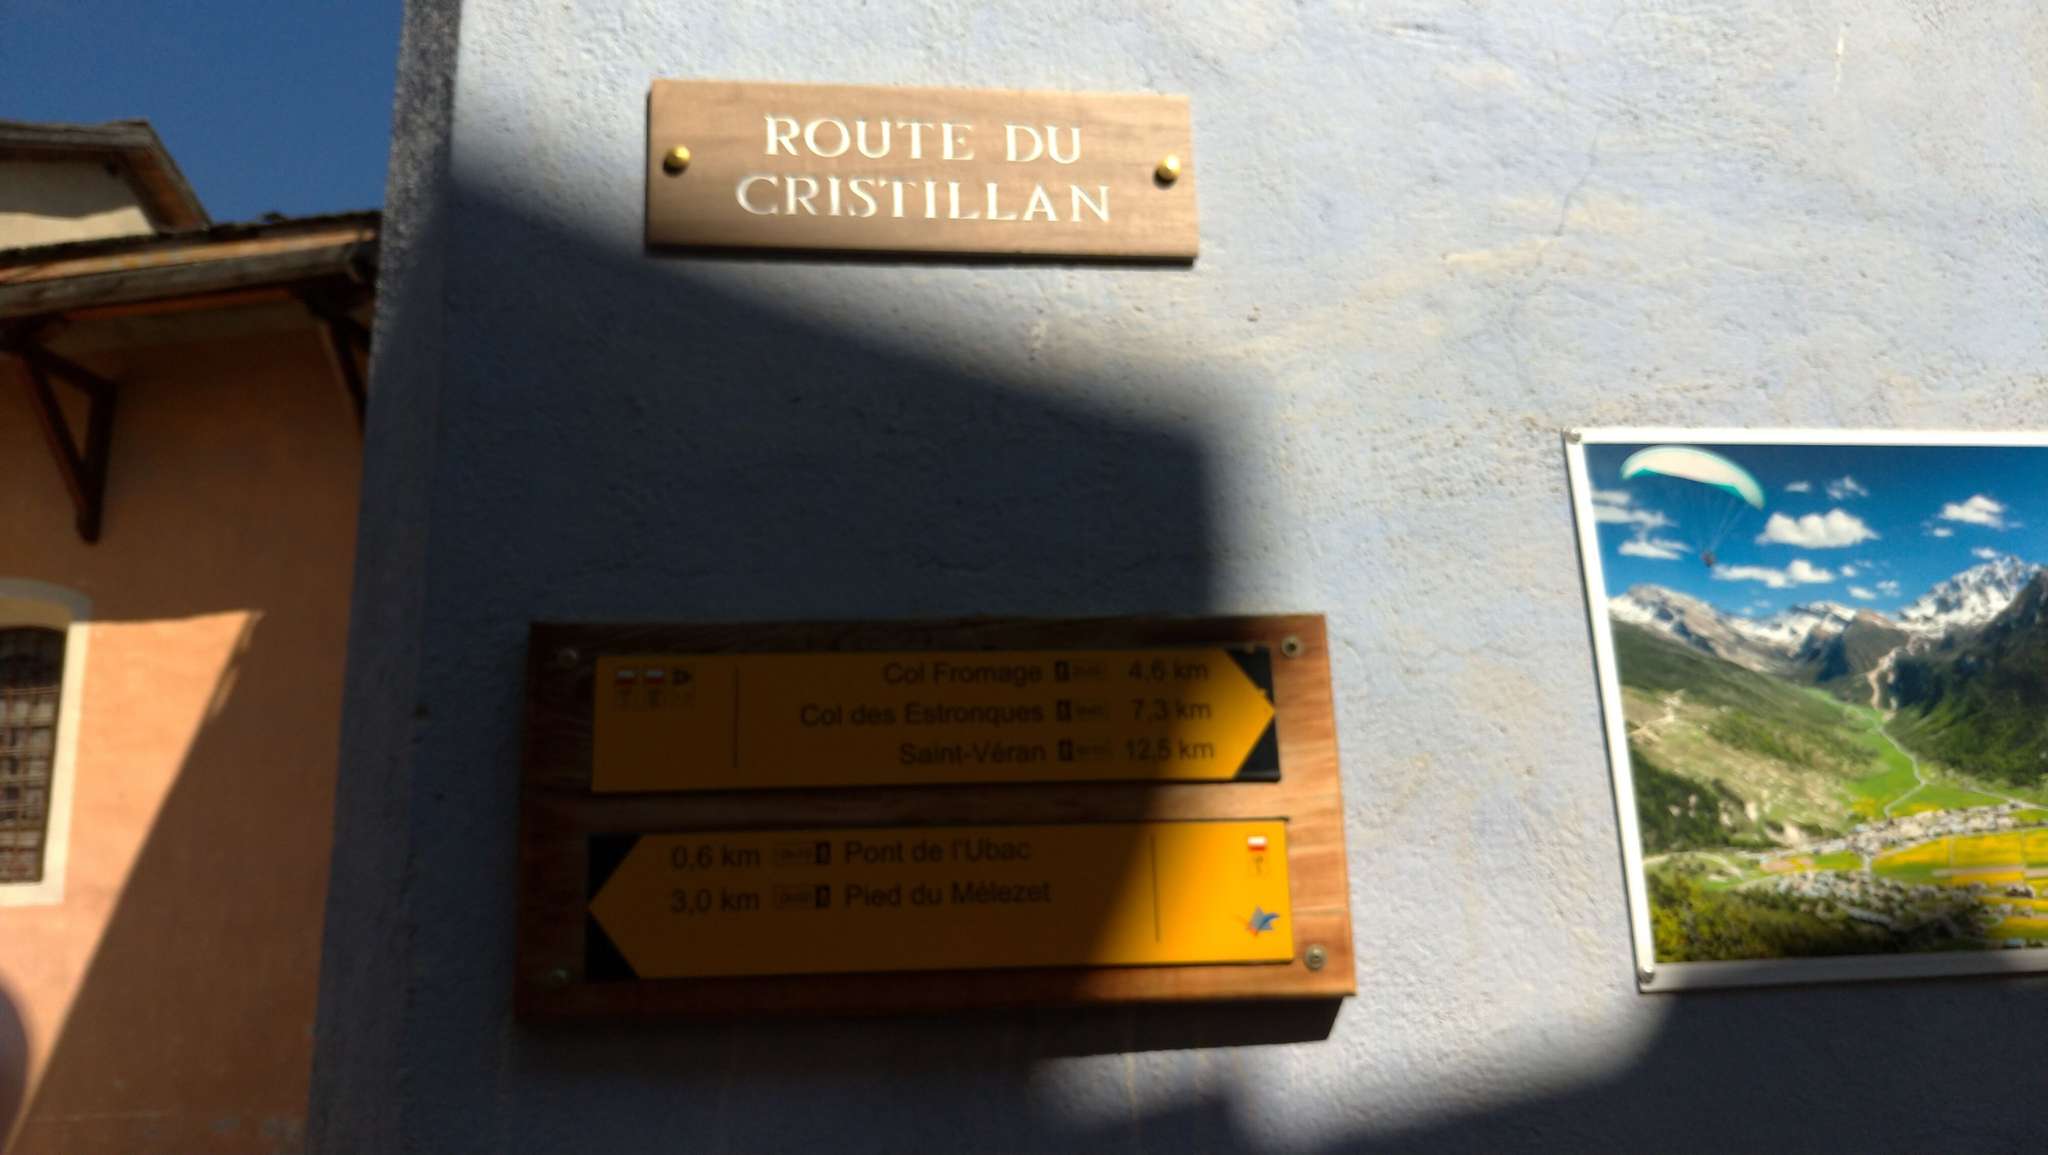 ROUTE DU
CRISTILLAN
Col Fromage 4,6 km
Col des Estronques 7,3 km
Saint-Véran 12,5 km
0,6 km Pont de l'Ubac
3,0 km Pied du Mélezet